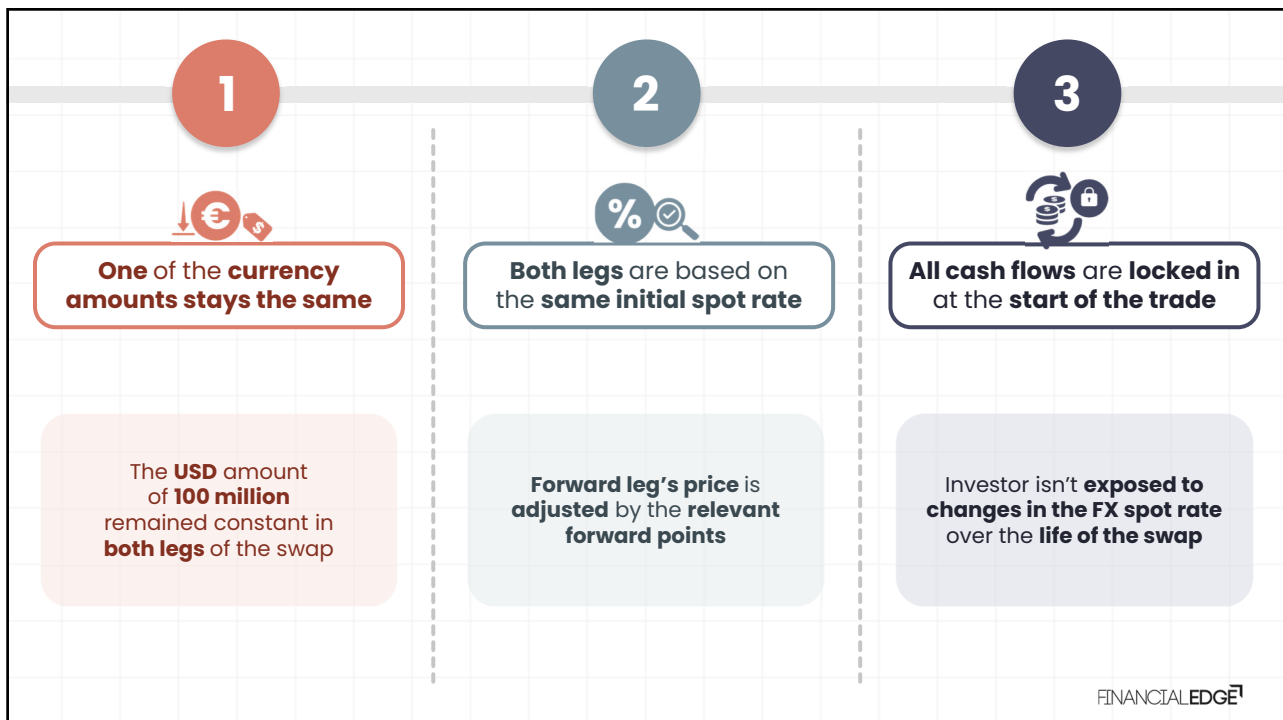 1
€
$
One of the currency
amounts stays the same
The USD amount
of 100 million
remained constant in
both legs of the swap
2
%
Both legs are based on
the same initial spot rate
Forward leg's price is
adjusted by the relevant
forward points
3
$
All cash flows are locked in
at the start of the trade
Investor isn't exposed to
changes in the FX spot rate
over the life of the swap
FINANCIALEDGE